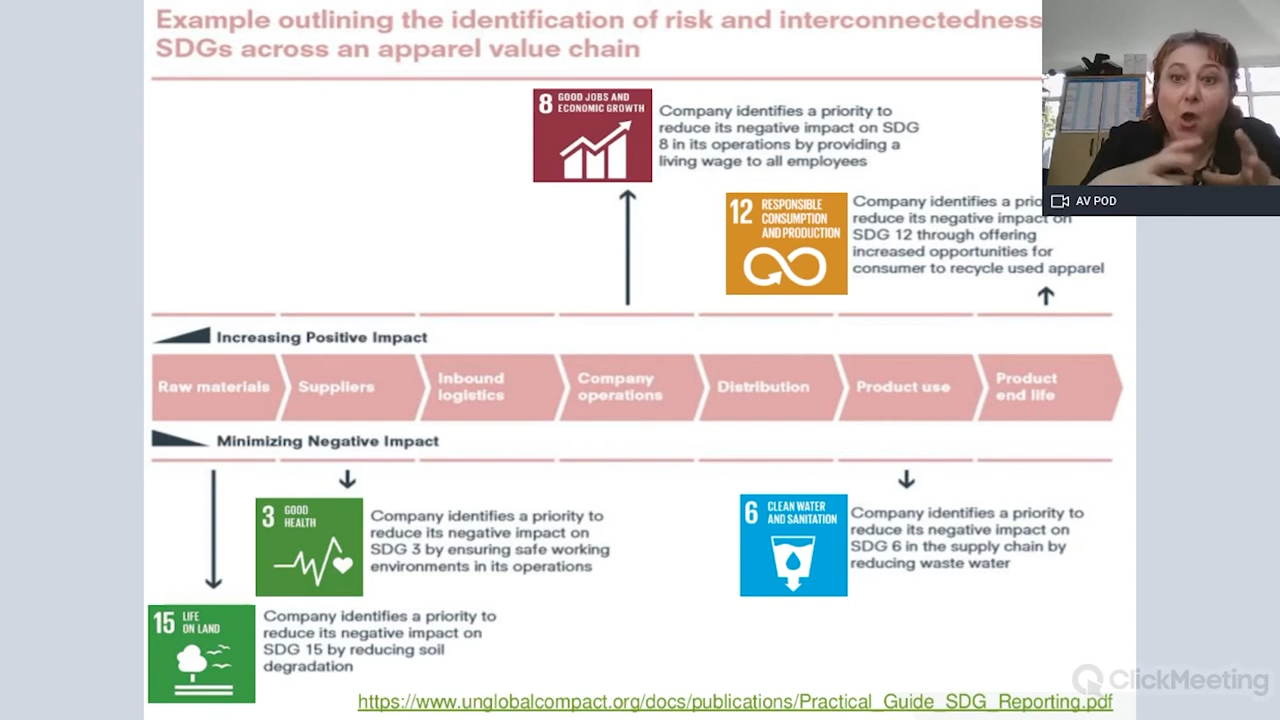 Example outlining the identification of risk and interconnectedness
SDGs across an apparel value chain
8 GOOD JOBS AND
ECONOMIC GROWTH
Company identifies a priority to
reduce its negative impact on SDG
8 in its operations by providing a
living wage to all employees
AV POD
12 RESPONSIBLE
CONSUMPTION
AND PRODUCTION
Company identifies a
reduce its negative impact on
SDG 12 through offering
increased opportunities for
consumer to recycle used apparel
Increasing Positive Impact
Raw materials
Suppliers
Inbound
logistics
Company
operations
Distribution
Product use
Product
end life
Minimizing Negative Impact
3 GOOD
HEALTH
Company identifies a priority to
reduce its negative impact on
SDG 3 by ensuring safe working
environments in its operations
6 CLEAN WATER
AND SANITATION
Company identifies a priority to
reduce its negative impact on
SDG 6 in the supply chain by
reducing waste water
15 LIFE
ON LAND
Company identifies a priority to
reduce its negative impact on
SDG 15 by reducing soil
degradation
https://www.unglobalcompact.org/docs/publications/Practical_Guide_SDG_Reporting.pdf
ClickMeeting